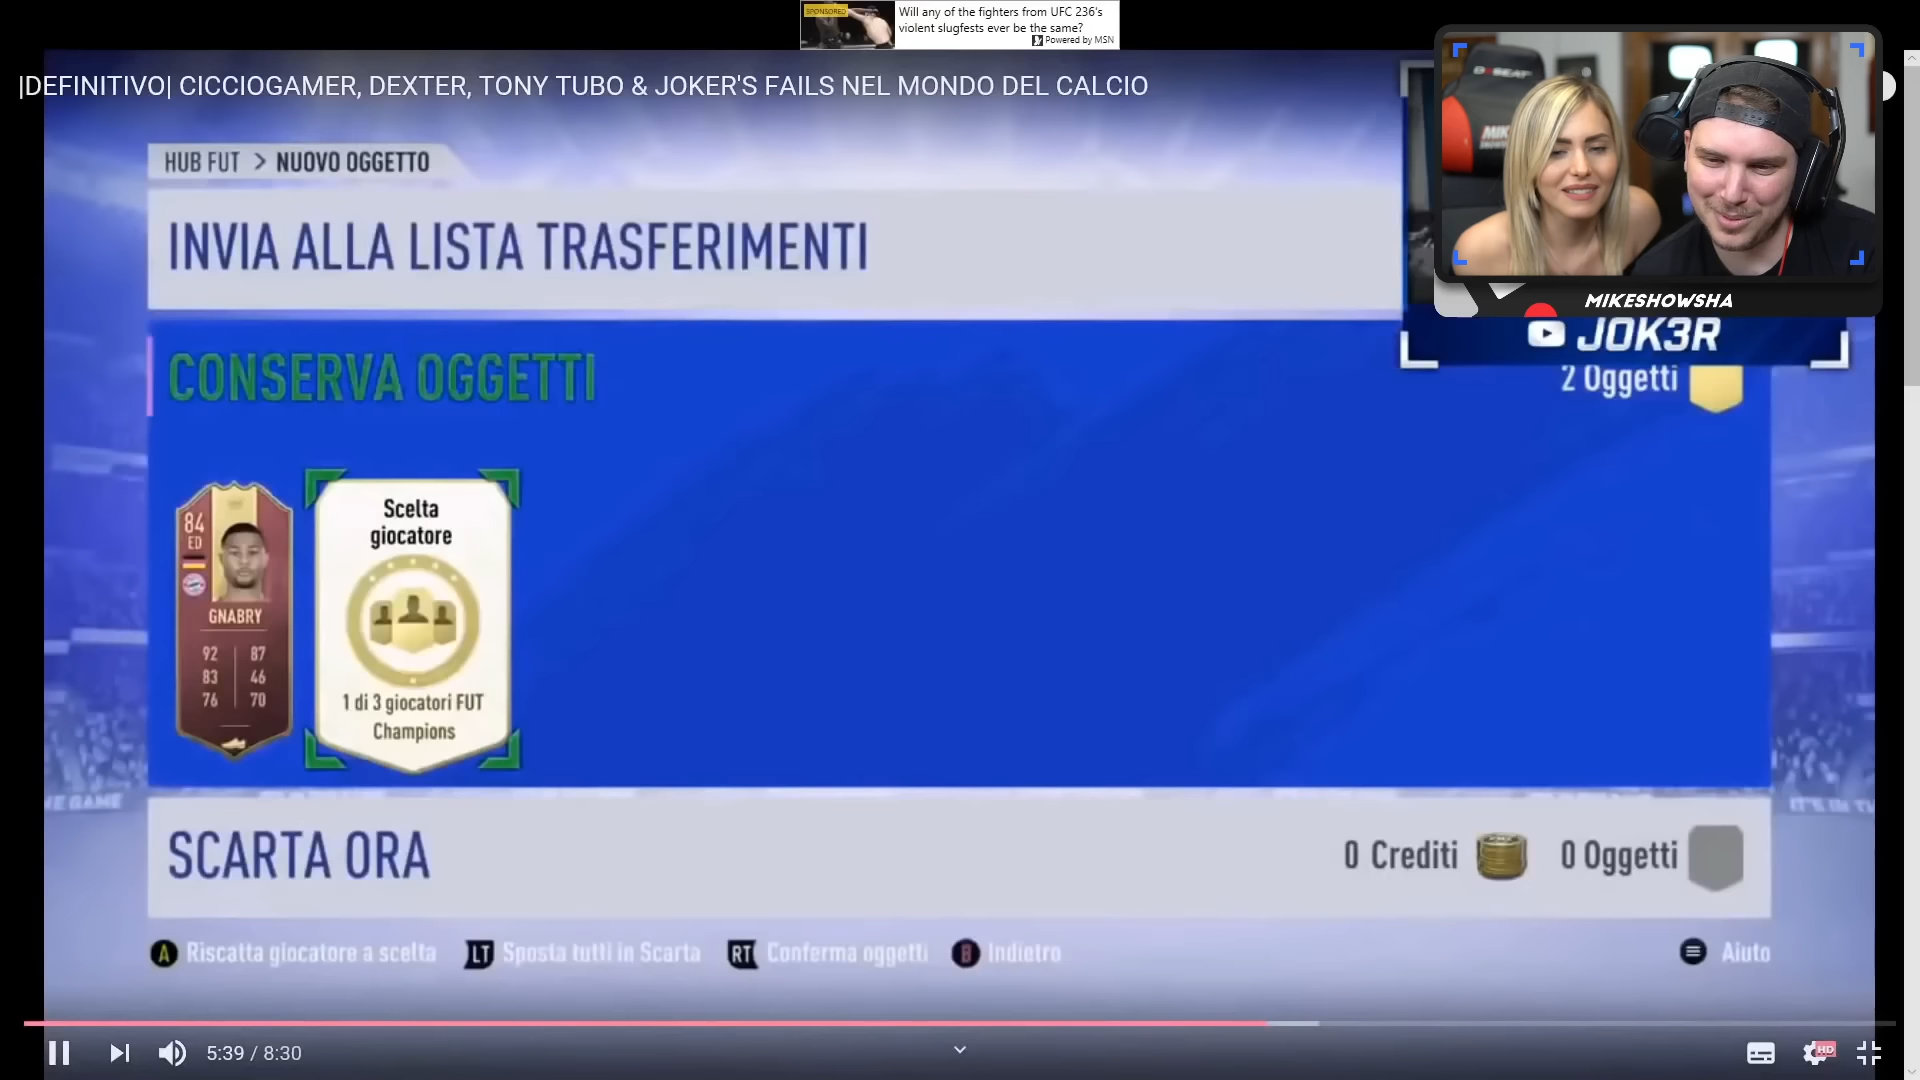 SPONSORED
Will any of the fighters from UFC 236's
violent slugfests ever be the same?
Powered by MSN
|DEFINITIVO| CICCIOGAMER, DEXTER, TONY TUBO & JOKER'S FAILS NEL MONDO DEL CALCIO
MIKESHOWSHA
JOK3R
HUB FUT > NUOVO OGGETTO
INVIA ALLA LISTA TRASFERIMENTI
CONSERVA OGGETTI
2 Oggetti
84
ED
GNABRY
92 87
83 46
76 70
Scelta
giocatore
1 di 3 giocatori FUT
Champions
SCARTA ORA
0 Crediti
0 Oggetti
A Riscatta giocatore a scelta LT Sposta tutti in Scarta RT Conferma oggetti B Indietro
Aiuto
5:39 / 8:30
HD